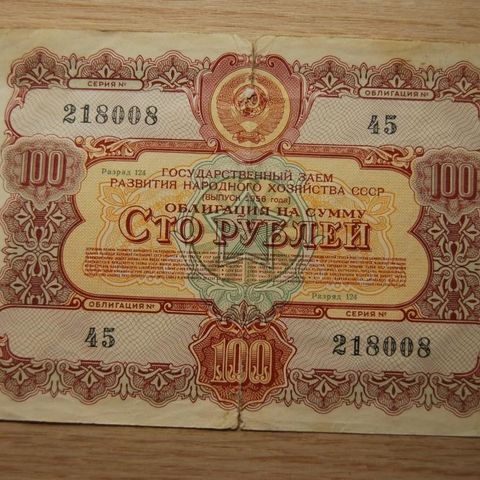 СЕРИЯ №
ОБЛИГАЦИЯ №
218008
45
100
100
Разряд 124
ГОСУДАРСТВЕННЫЙ ЗАЕМ
РАЗВИТИЯ НАРОДНОГО ХОЗЯЙСТВА СССР
(ВЫПУСК 1956 года)
ОБЛИГАЦИЯ НА СУММУ
СТО РУБЛЕЙ
Разряд 124
ОБЛИГАЦИЯ №
СЕРИЯ №
45
218008
100